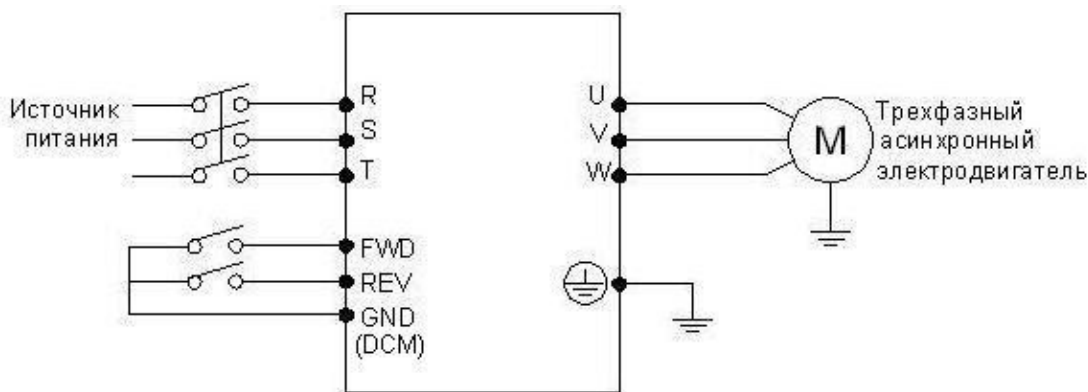 Источник
питания
R
S
T
FWD
REV
GND
(DCM)
U
V
W
M
Трехфазный
асинхронный
электродвигатель